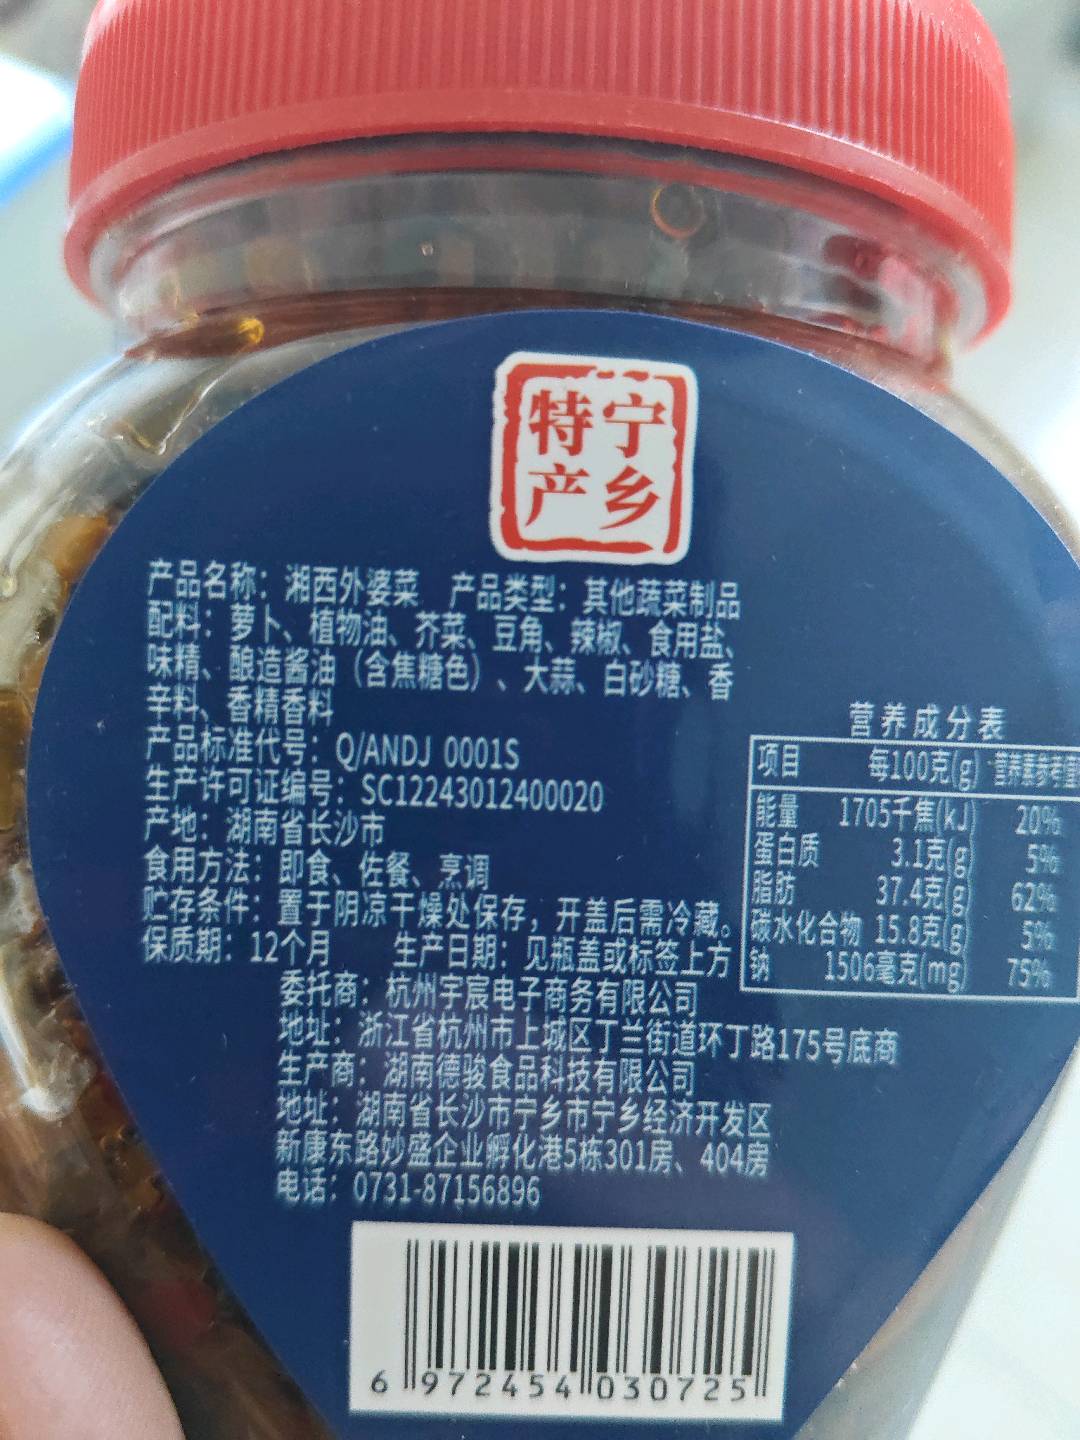 宁乡
特产
产品名称：湘西外婆菜 产品类型：其他蔬菜制品
配料：萝卜、植物油、芥菜、豆角、辣椒、食用盐、
味精、酿造酱油（含焦糖色）、大蒜、白砂糖、香
辛料、香精香料
产品标准代号：Q/ANDJ 0001S
生产许可证编号：SC12243012400020
产地：湖南省长沙市
食用方法：即食、佐餐、烹调
贮存条件：置于阴凉干燥处保存，开盖后需冷藏。
保质期：12个月 生产日期：见瓶盖或标签上方
委托商：杭州宇宸电子商务有限公司
地址：浙江省杭州市上城区丁兰街道环丁路175号底商
生产商：湖南德骏食品科技有限公司
地址：湖南省长沙市宁乡市宁乡经济开发区
新康东路妙盛企业孵化港5栋301房、404房
电话：0731-87156896
营养成分表
项目 每100克(g) 营养素参考值
能量 1705千焦(kJ) 20%
蛋白质 3.1克(g) 5%
脂肪 37.4克(g) 62%
碳水化合物 15.8克(g) 5%
钠 1506毫克(mg) 75%
6 972454 030725